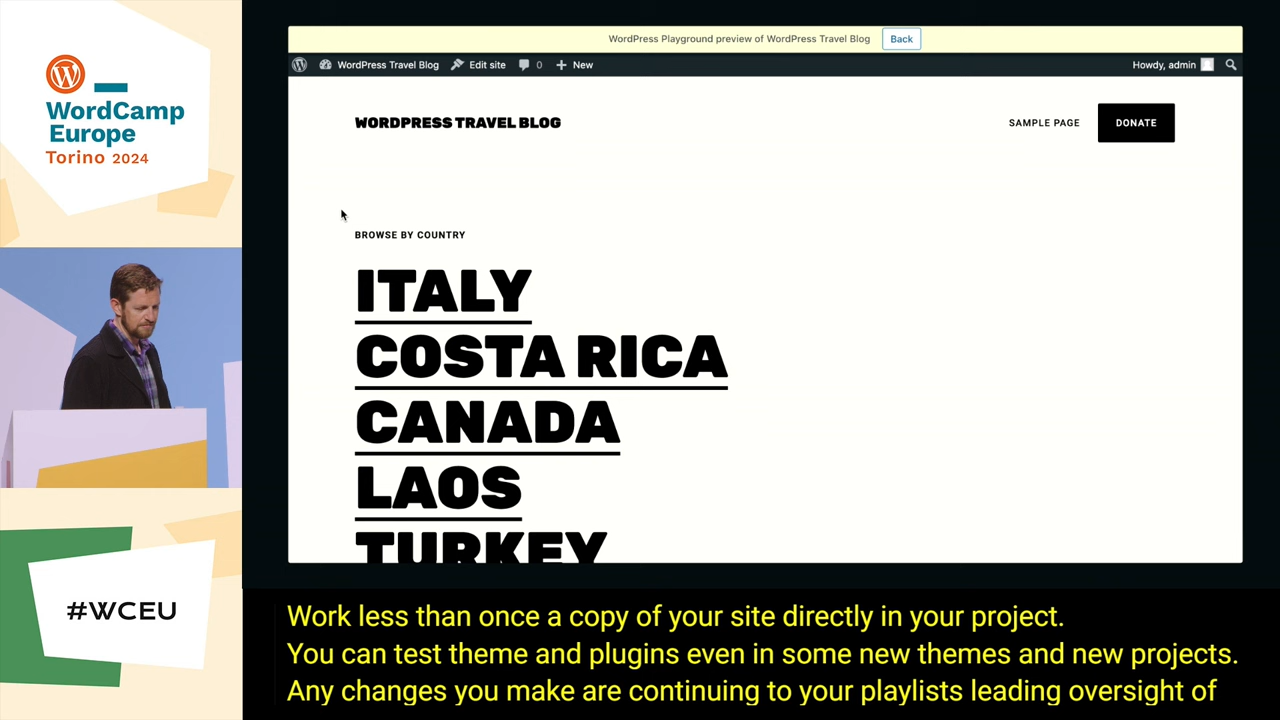 WordCamp
Europe
Torino 2024
#WCEU
WordPress Playground preview of WordPress Travel Blog Back
WordPress Travel Blog Edit site 0 New Howdy, admin
WORDPRESS TRAVEL BLOG SAMPLE PAGE DONATE
BROWSE BY COUNTRY
ITALY
COSTA RICA
CANADA
LAOS
TURKEY
Work less than once a copy of your site directly in your project.
You can test theme and plugins even in some new themes and new projects.
Any changes you make are continuing to your playlists leading oversight of